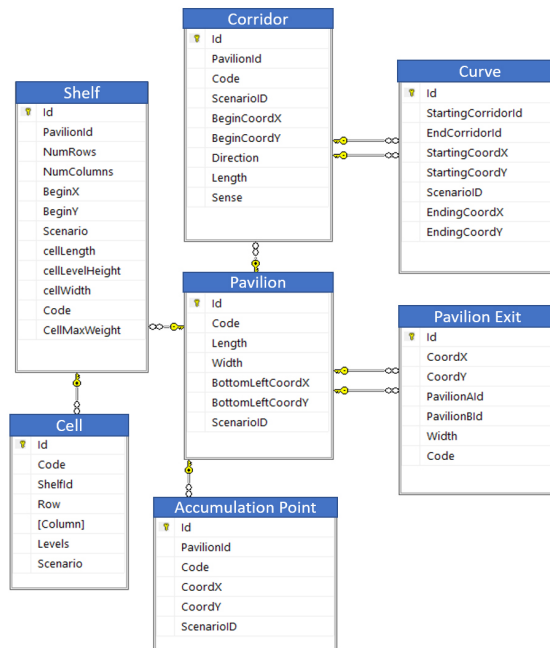 Corridor
Id
PavilionId
Code
ScenarioID
BeginCoordX
BeginCoordY
Direction
Length
Sense
Curve
Id
StartingCorridorId
EndCorridorId
StartingCoordX
StartingCoordY
ScenarioID
EndingCoordX
EndingCoordY
Shelf
Id
PavilionId
NumRows
NumColumns
BeginX
BeginY
Scenario
cellLength
cellLevelHeight
cellWidth
Code
CellMaxWeight
Pavilion
Id
Code
Length
Width
BottomLeftCoordX
BottomLeftCoordY
ScenarioID
Pavilion Exit
Id
CoordX
CoordY
PavilionAId
PavilionBId
Width
Code
Cell
Id
Code
ShelfId
Row
[Column]
Levels
Scenario
Accumulation Point
Id
PavilionId
Code
CoordX
CoordY
ScenarioID